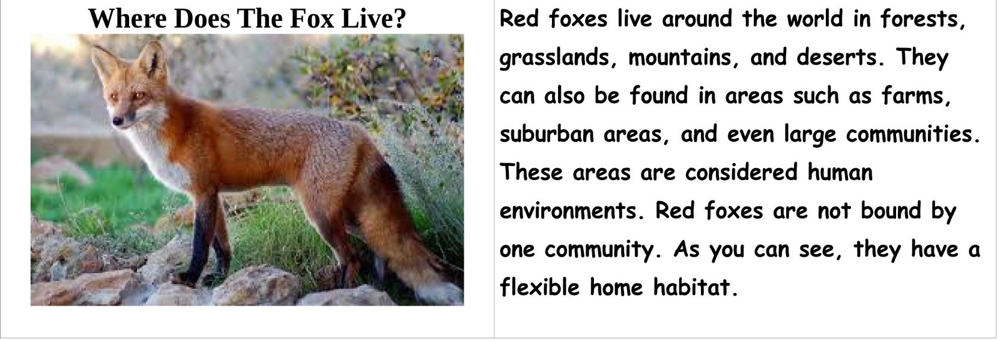 Where Does The Fox Live?
Red foxes live around the world in forests,
grasslands, mountains, and deserts. They
can also be found in areas such as farms,
suburban areas, and even large communities.
These areas are considered human
environments. Red foxes are not bound by
one community. As you can see, they have a
flexible home habitat.